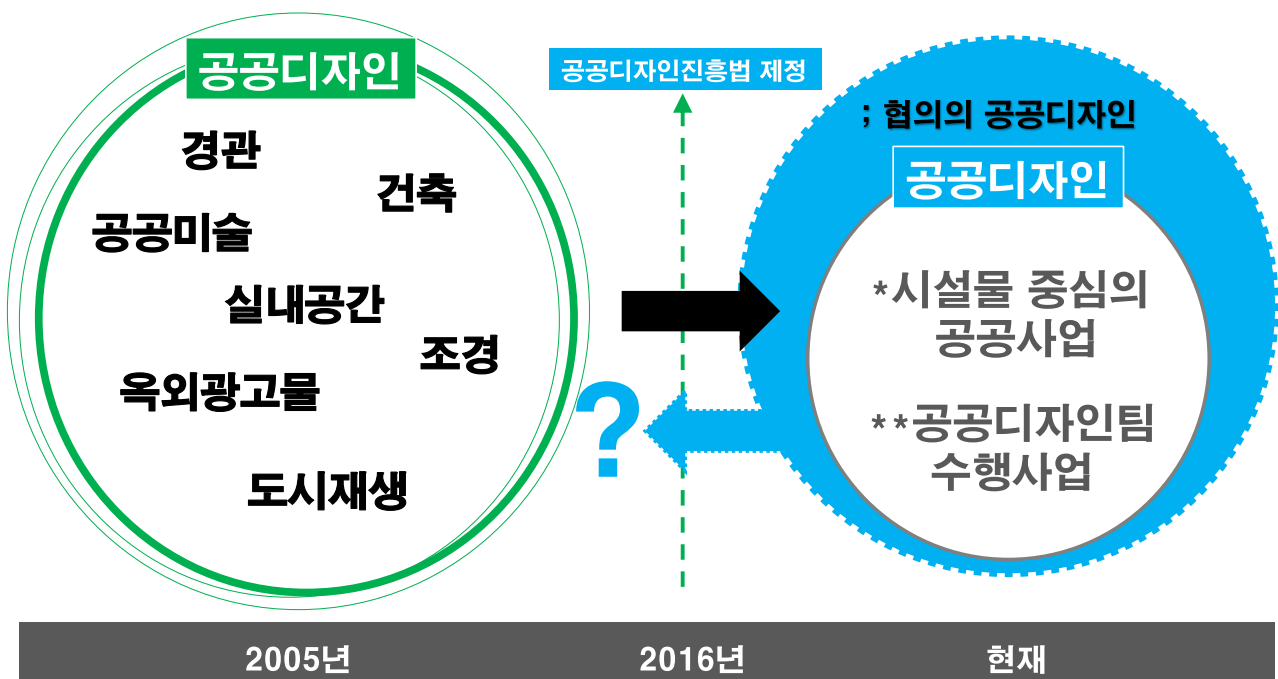 공공디자인
경관
건축
공공미술
실내공간
조경
옥외광고물
도시재생
공공디자인진흥법 제정
?
; 협의의 공공디자인
공공디자인
*시설물 중심의
공공사업
**공공디자인팀
수행사업
2005년
2016년
현재